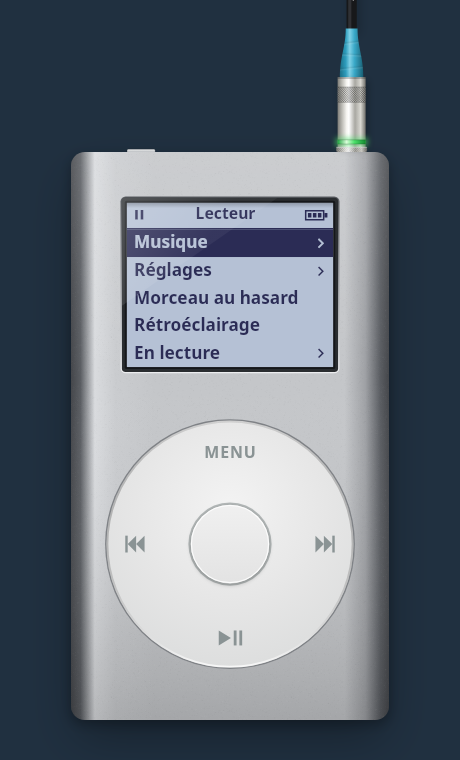 Lecteur
Musique
Réglages
Morceau au hasard
Rétroéclairage
En lecture
MENU